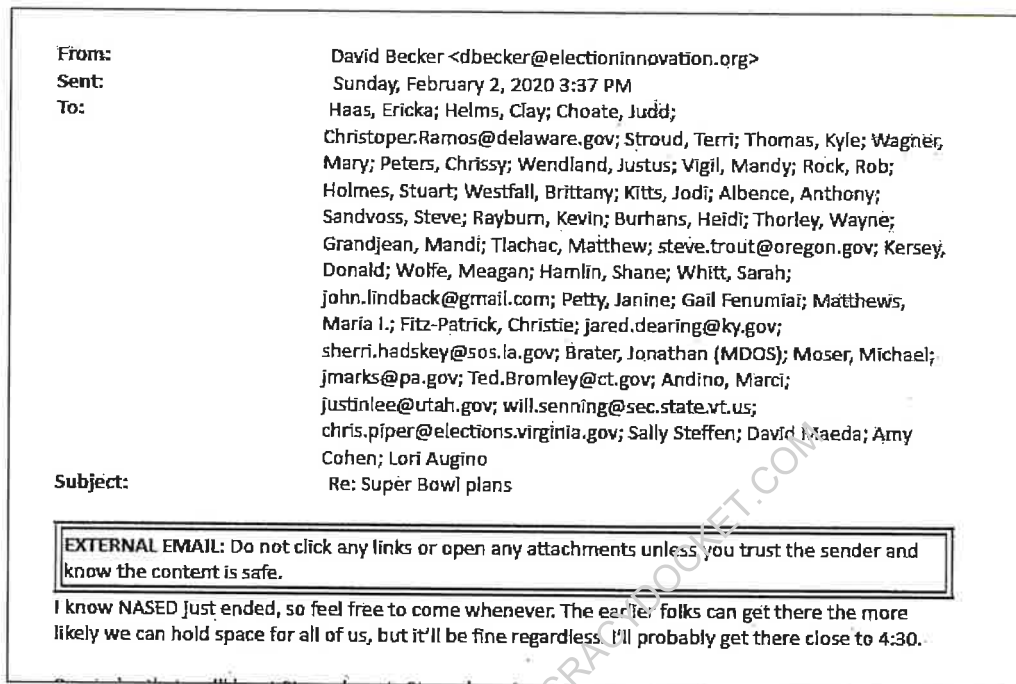 From: David Becker <dbecker@electioninnovation.org>
Sent: Sunday, February 2, 2020 3:37 PM
To: Haas, Ericka; Helms, Clay; Choate, Judd;
Christoper.Ramos@delaware.gov; Stroud, Terri; Thomas, Kyle; Wagner,
Mary; Peters, Chrissy; Wendland, Justus; Vigil, Mandy; Rock, Rob;
Holmes, Stuart; Westfall, Brittany; Kitts, Jodi; Albence, Anthony;
Sandvoss, Steve; Rayburn, Kevin; Burhans, Heidi; Thorley, Wayne;
Grandjean, Mandi; Tlachac, Matthew; steve.trout@oregon.gov; Kersey,
Donald; Wolfe, Meagan; Hamlin, Shane; Whitt, Sarah;
john.lindback@gmail.com; Petty, Janine; Gail Fenumiai; Matthews,
Maria I.; Fitz-Patrick, Christie; jared.dearing@ky.gov;
sherri.hadskey@sos.la.gov; Brater, Jonathan (MDOS); Moser, Michael;
jmarks@pa.gov; Ted.Bromley@ct.gov; Andino, Marci;
justinlee@utah.gov; will.senning@sec.state.vt.us;
chris.piper@elections.virginia.gov; Sally Steffen; David Maeda; Amy
Cohen; Lori Augino
Subject: Re: Super Bowl plans
EXTERNAL EMAIL: Do not click any links or open any attachments unless you trust the sender and
know the content is safe.
I know NASED just ended, so feel free to come whenever. The earlier folks can get there the more
likely we can hold space for all of us, but it'll be fine regardless. I'll probably get there close to 4:30.
RACYDOCKET.COM